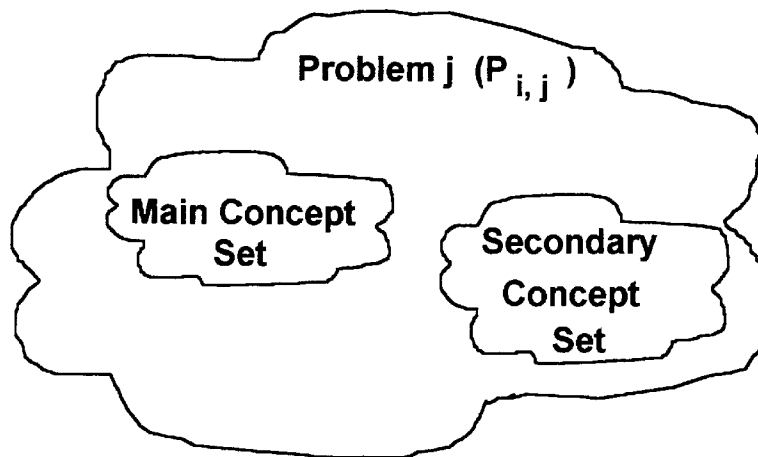 Problem j (P i, j )
Main Concept
Set
Secondary
Concept
Set